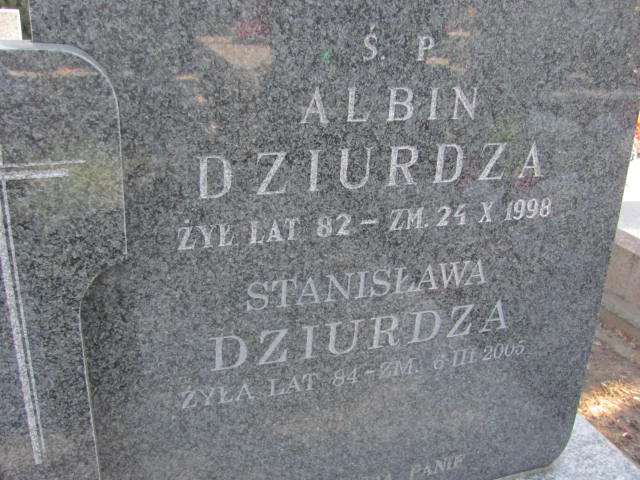 Ś. P
ALBIN
DZIURDZA
ŻYŁ LAT 82 - ZM. 24 X 1998
STANISŁAWA
DZIURDZA
ŻYŁA LAT 84 - ZM. 6 III 2005
PANIE